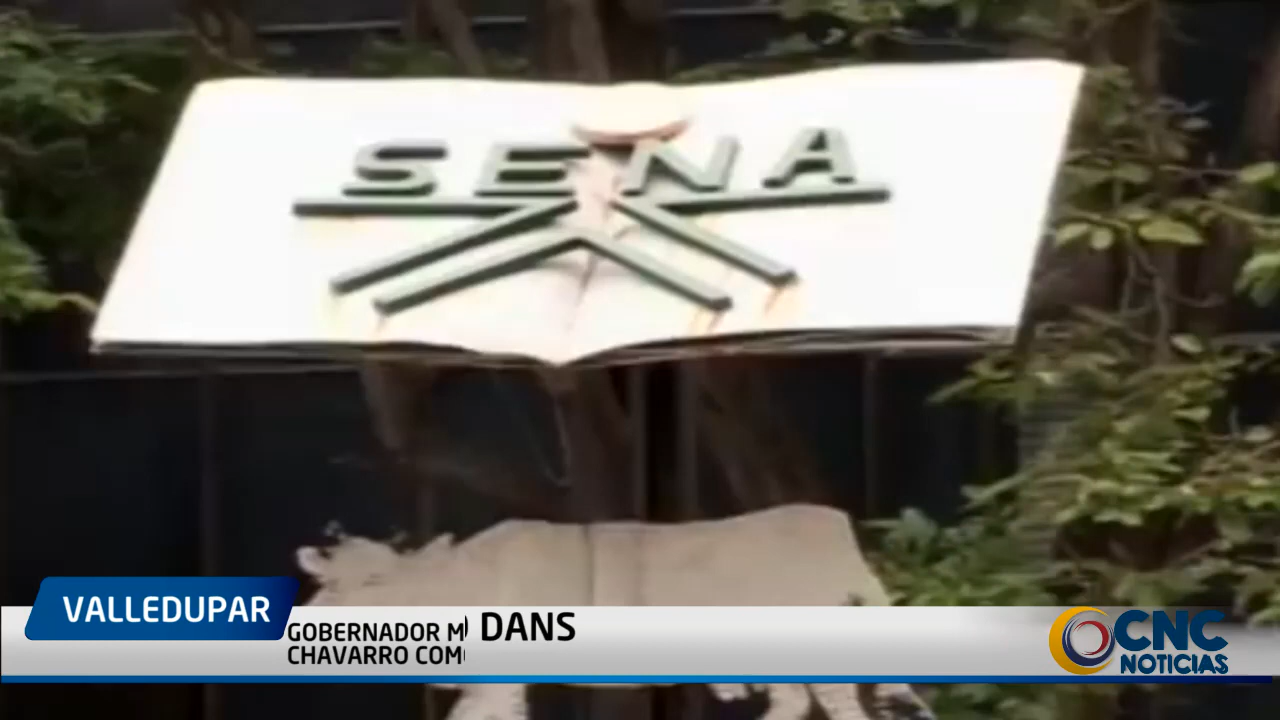 SENA
VALLEDUPAR
GOBERNADOR M
CHAVARRO COM
DANS
CNC
NOTICIAS